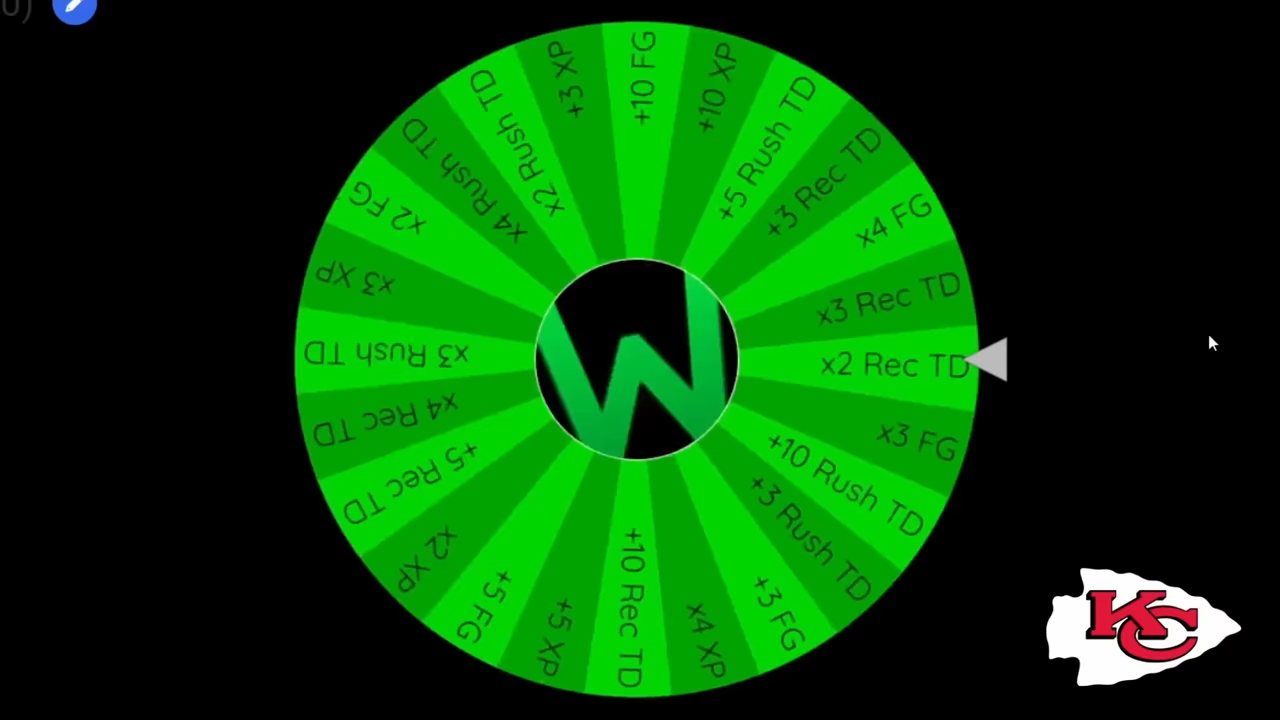 0)
+10 FG
+10 XP
+5 Rush TD
+3 Rec TD
x4 FG
x3 Rec TD
x2 Rec TD
x3 FG
+10 Rush TD
+3 Rush TD
+3 FG
x4 XP
+10 Rec TD
+5 XP
+5 FG
x2 XP
+5 Rec TD
x4 Rec TD
x3 Rush TD
x3 XP
x2 FG
x4 Rush TD
x2 Rush TD
+3 XP
W
KC